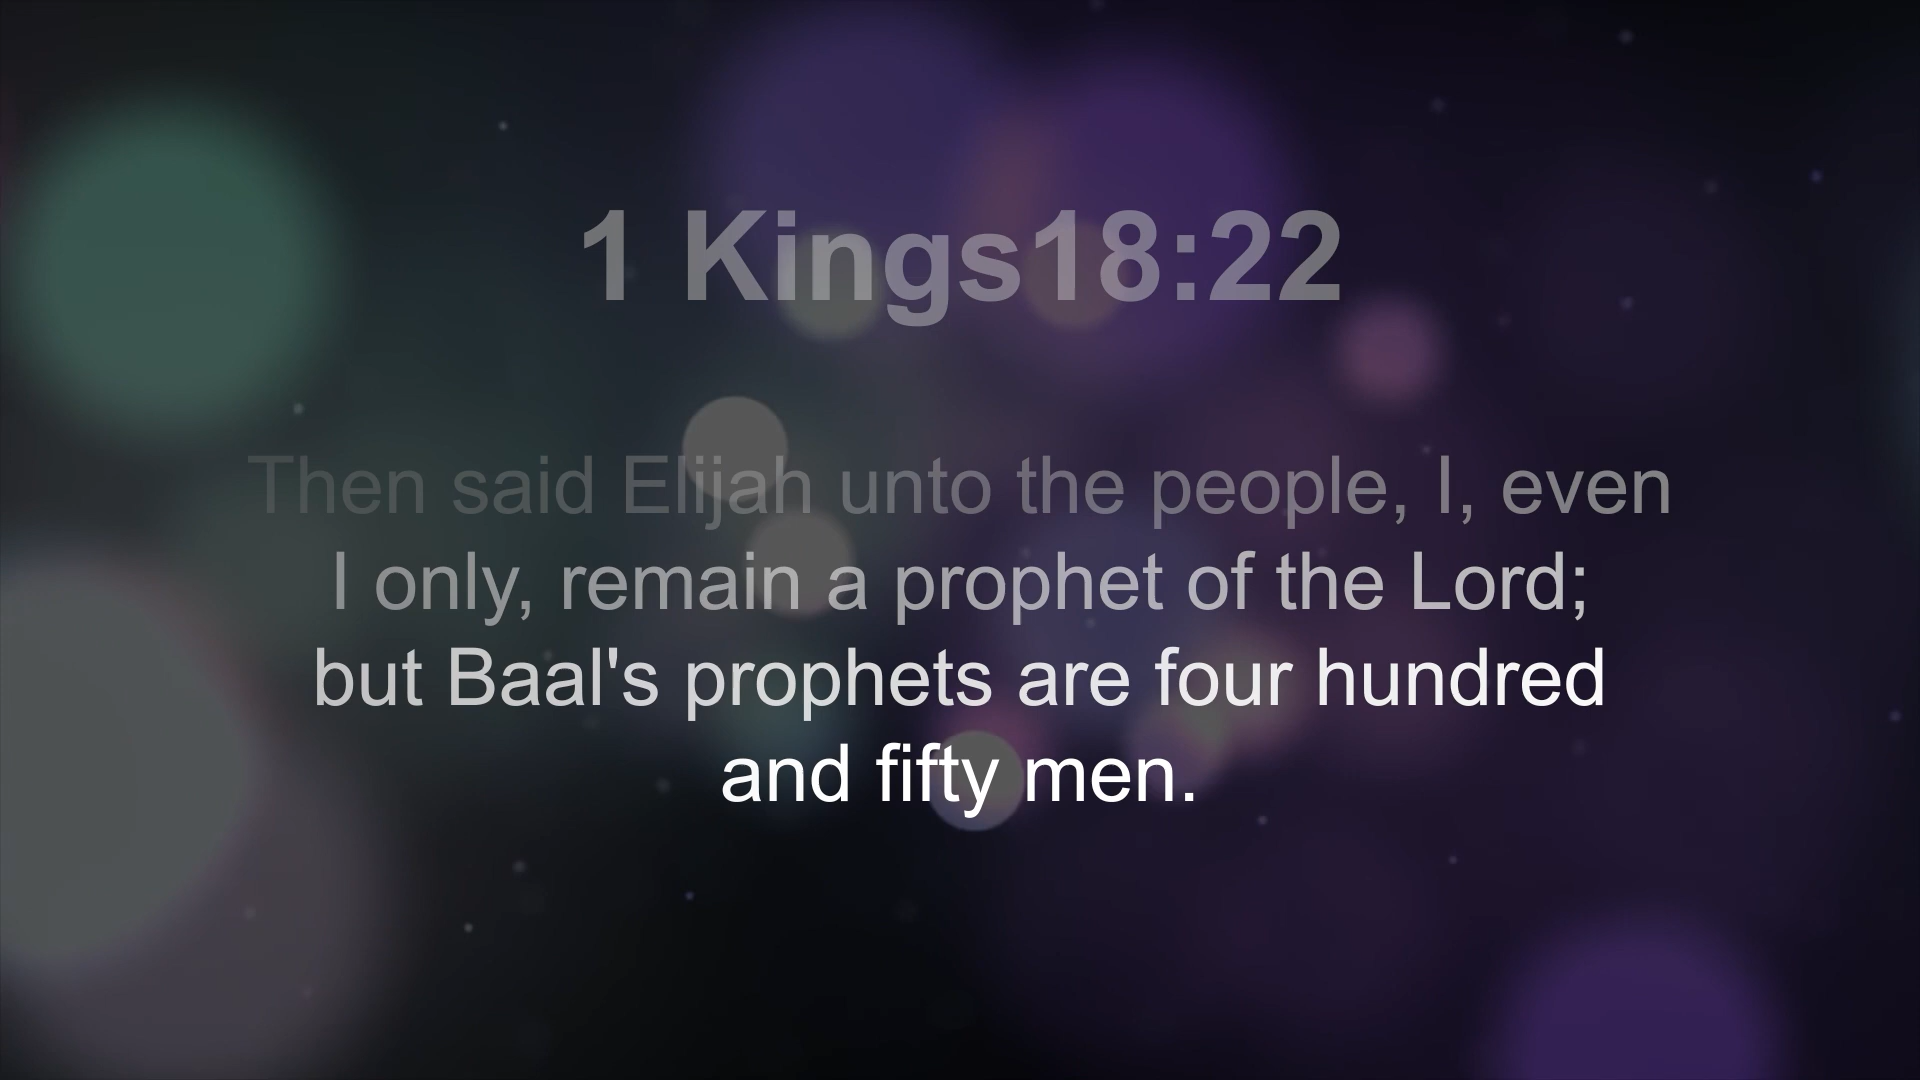 1 Kings18:22
Then said Elijah unto the people, I, even
I only, remain a prophet of the Lord;
but Baal's prophets are four hundred
and fifty men.